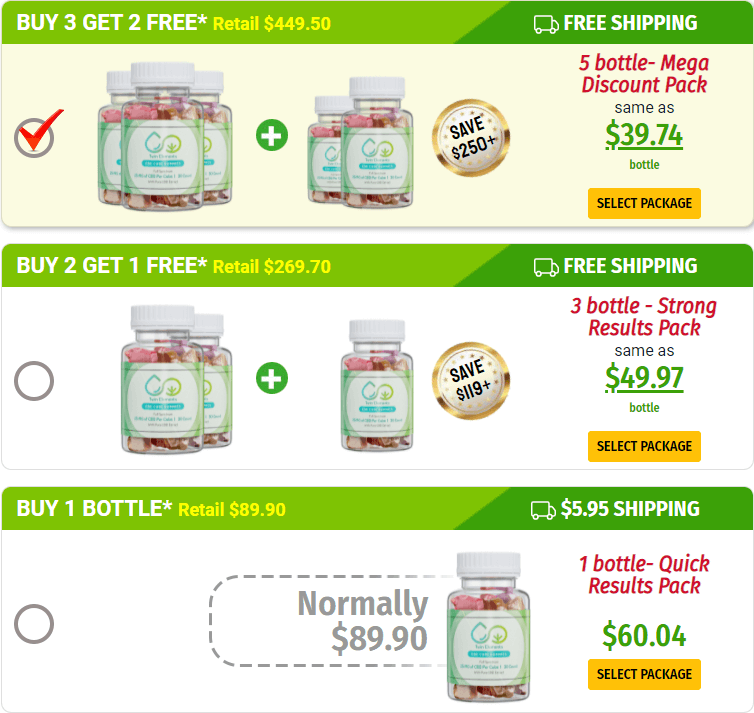 BUY 3 GET 2 FREE* Retail $449.50
FREE SHIPPING
5 bottle- Mega
Discount Pack
same as
$39.74
bottle
SELECT PACKAGE
SAVE
$250+
BUY 2 GET 1 FREE* Retail $269.70
FREE SHIPPING
3 bottle - Strong
Results Pack
same as
$49.97
bottle
SELECT PACKAGE
SAVE
$119+
BUY 1 BOTTLE* Retail $89.90
$5.95 SHIPPING
Normally
$89.90
1 bottle- Quick
Results Pack
$60.04
SELECT PACKAGE